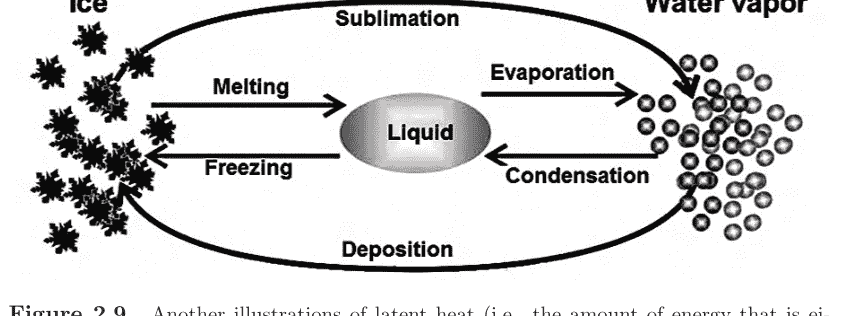 Ice Water vapor
Sublimation
Melting Evaporation
Liquid
Freezing Condensation
Deposition
Figure 2.9 Another illustrations of latent heat (i.e., the amount of energy that is ei-